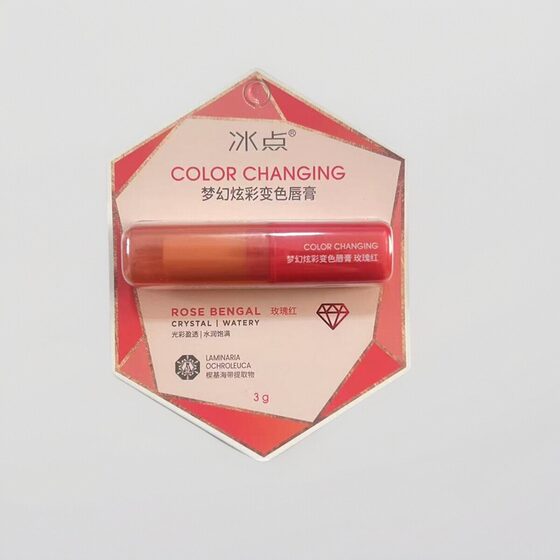 冰点®
COLOR CHANGING
梦幻炫彩变色唇膏
COLOR CHANGING
梦幻炫彩变色唇膏 玫瑰红
ROSE BENGAL 玫瑰红
CRYSTAL | WATERY
光彩盈透 | 水润饱满
LAMINARIA
OCHROLEUCA
棍基海带提取物
3 g